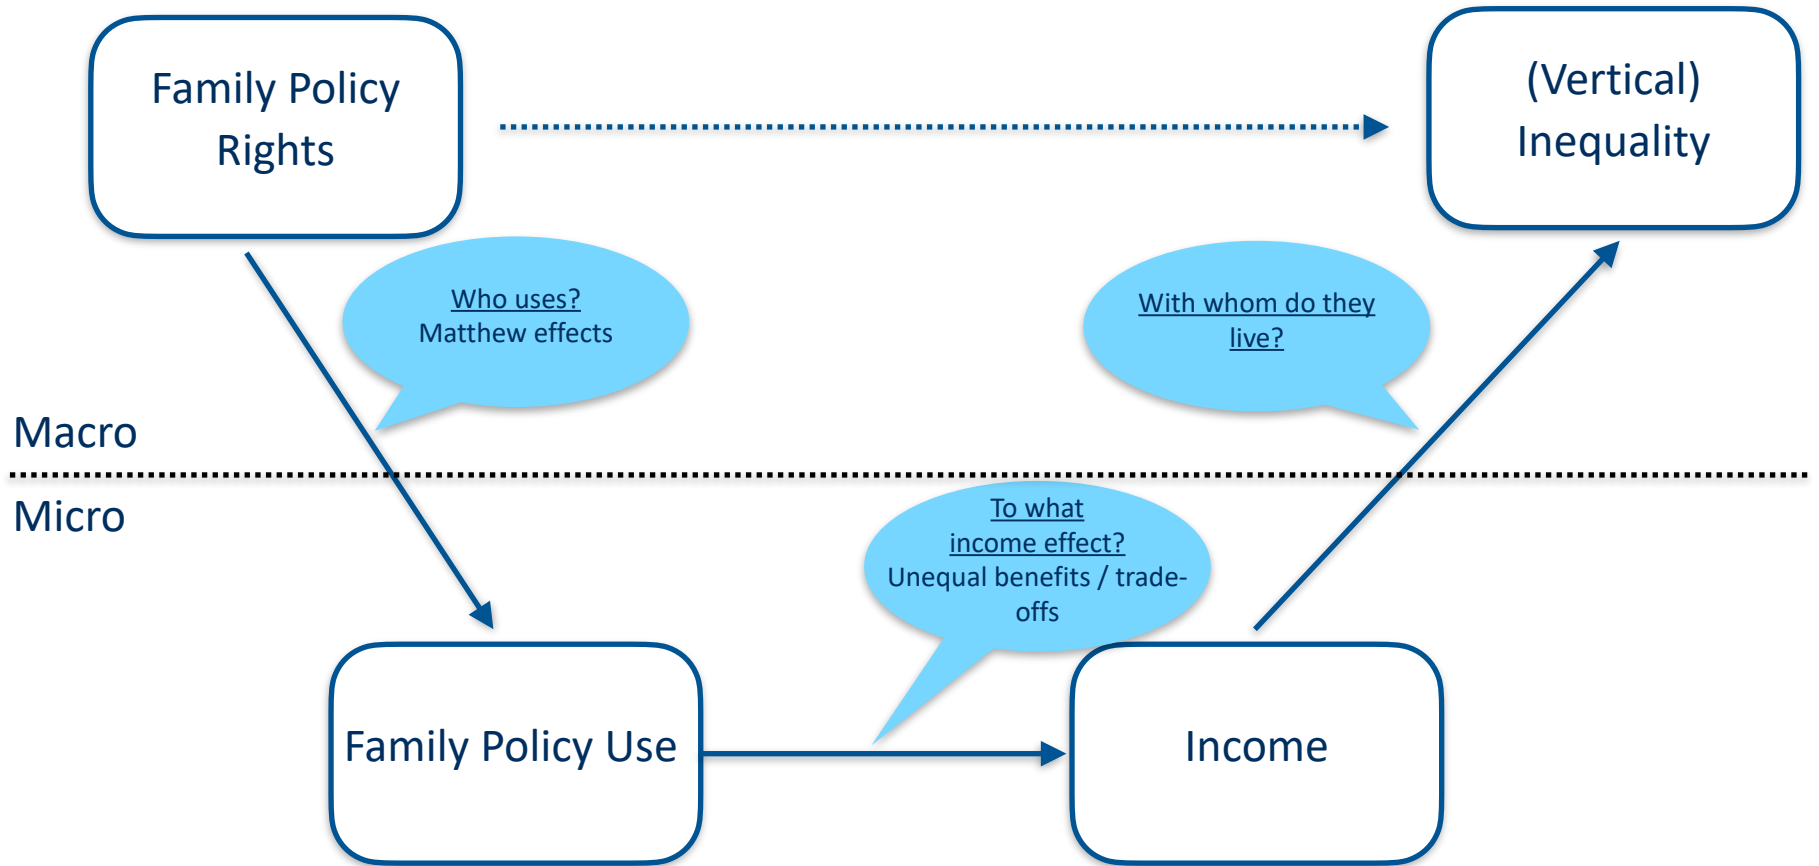 Family Policy
Rights
(Vertical)
Inequality
Who uses?
Matthew effects
With whom do they
live?
Macro
Micro
To what
income effect?
Unequal benefits / trade-
offs
Family Policy Use
Income